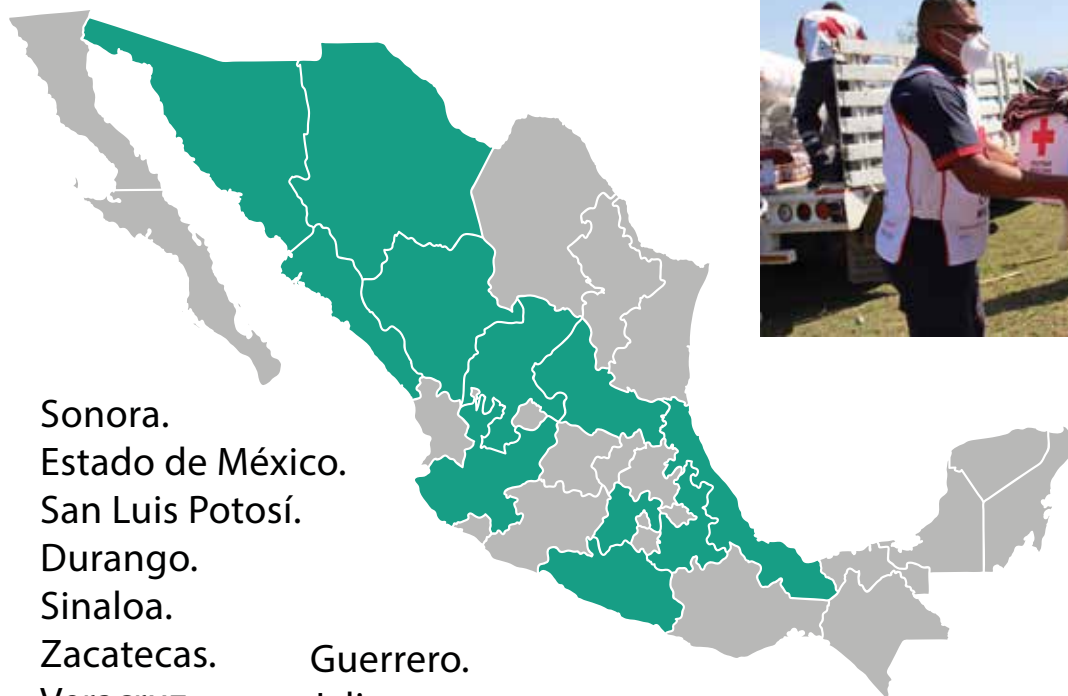 Sonora.
Estado de México.
San Luis Potosí.
Durango.
Sinaloa.
Zacatecas.
Guerrero.